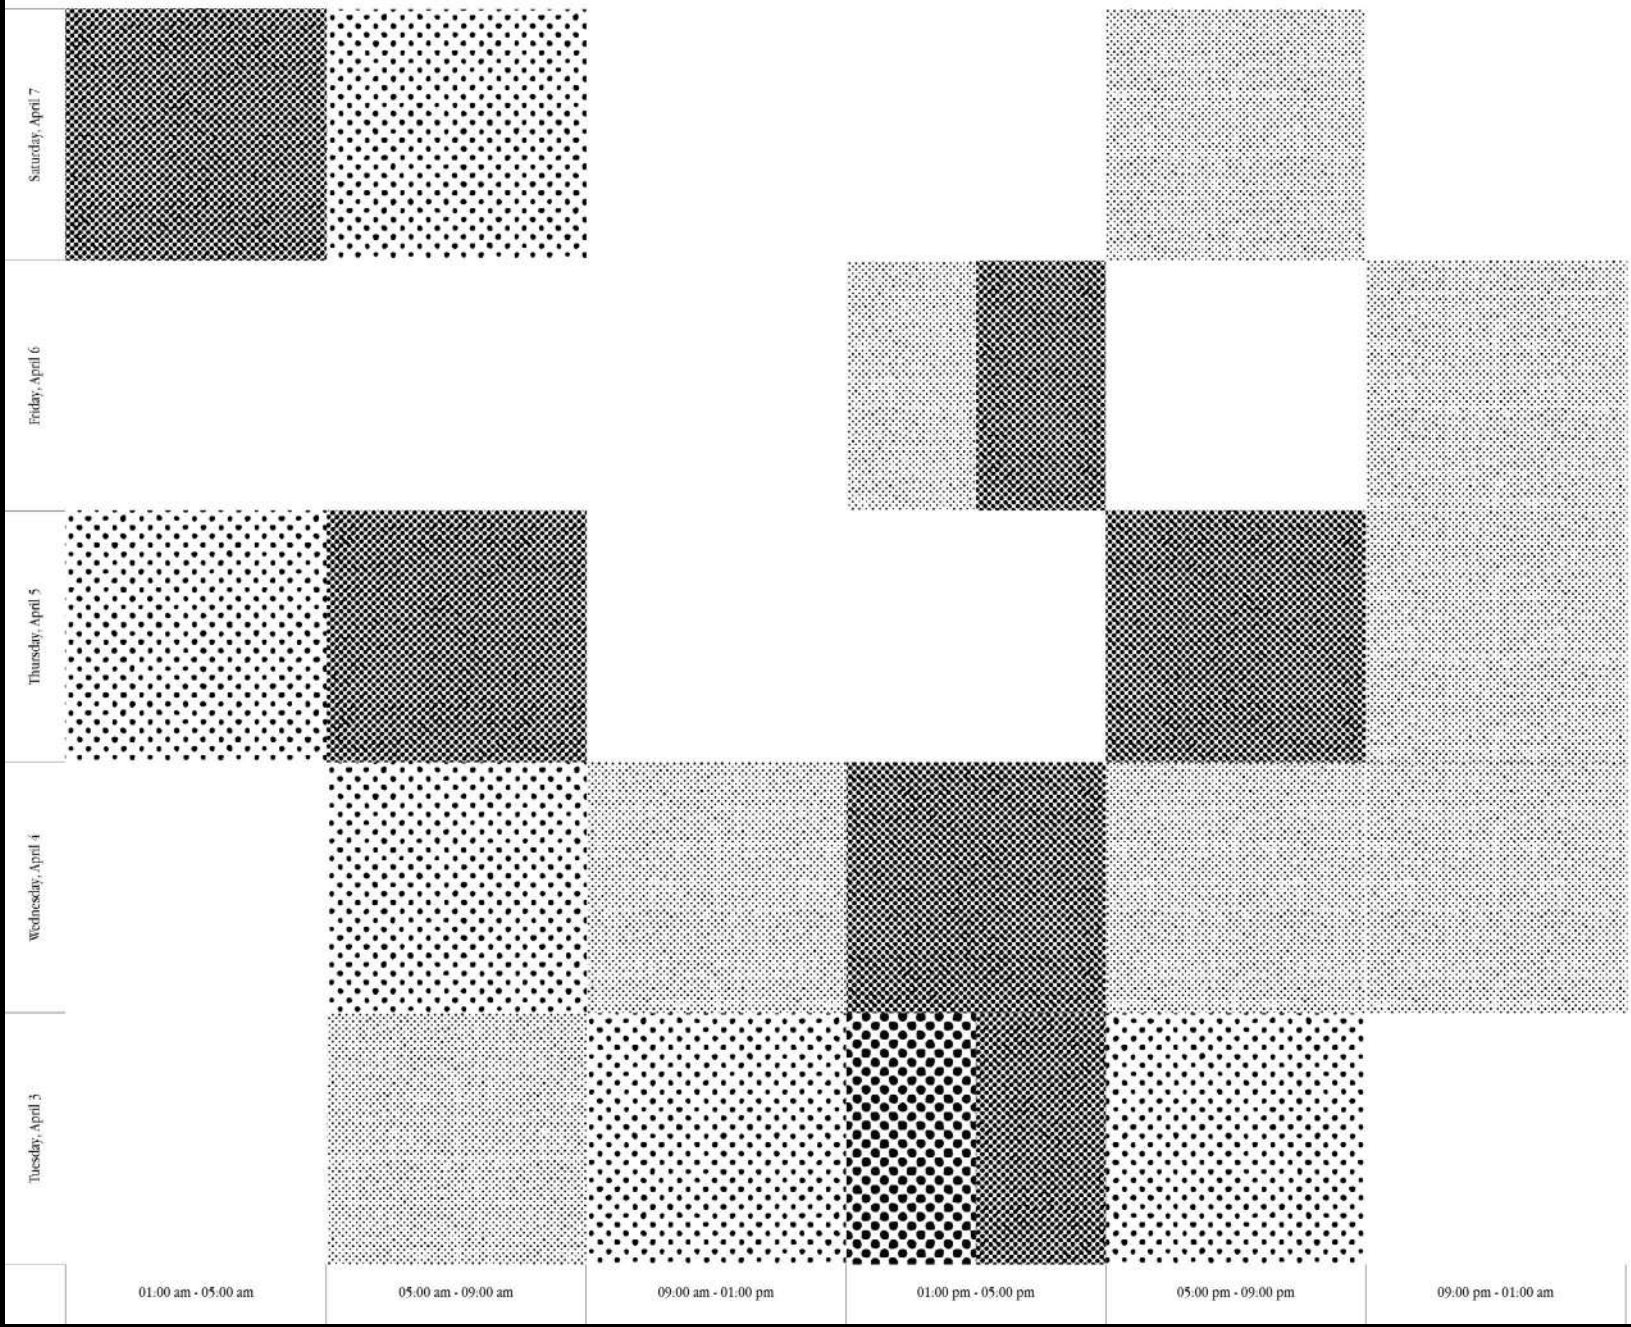 Saturday, April 7
Friday, April 6
Thursday, April 5
Wednesday, April 4
Tuesday, April 3
01:00 am - 05:00 am
05:00 am - 09:00 am
09:00 am - 01:00 pm
01:00 pm - 05:00 pm
05:00 pm - 09:00 pm
09:00 pm - 01:00 am